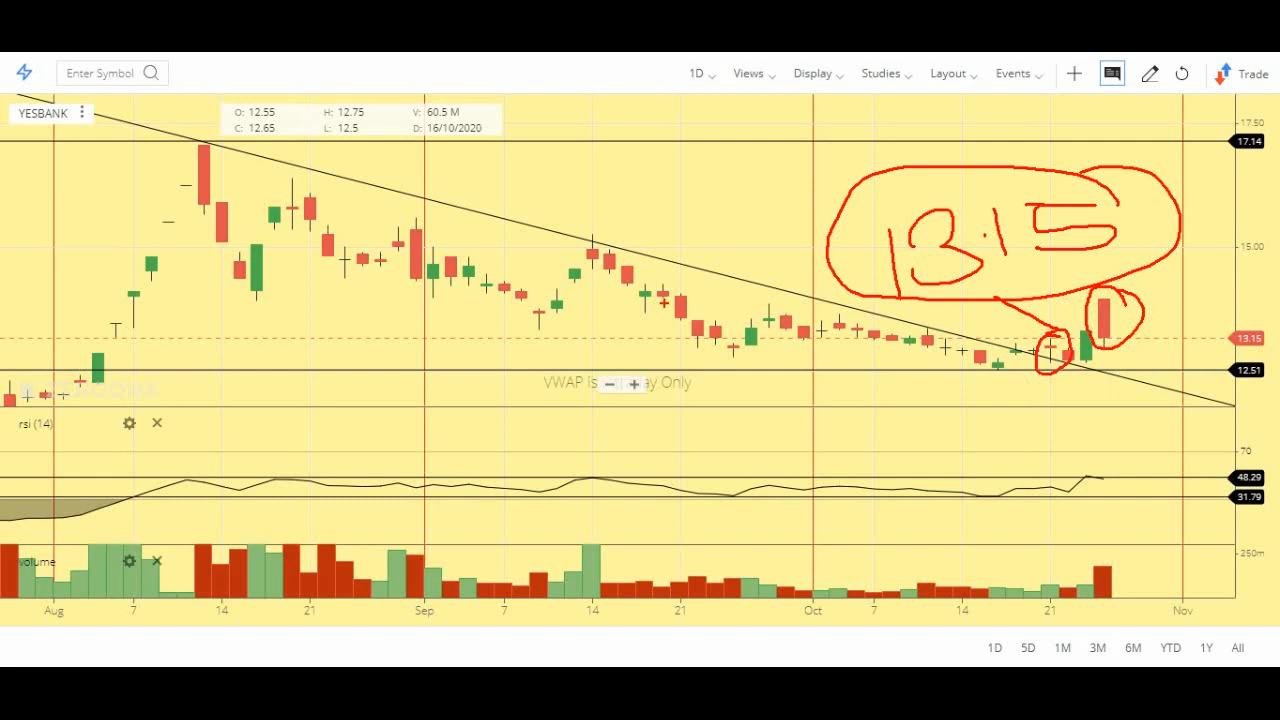 Enter Symbol 1D Views Display Studies Layout Events Trade
YESBANK
O: 12.55 H: 12.75 V: 60.5 M
C: 12.65 L: 12.5 D: 16/10/2020
17.50
17.14
15.00
13.15
13.15
12.51
VWAP is
ay Only
rsi (14)
70
48.29
31.79
volume
250m
Aug 7 14 21 Sep 7 14 21 Oct 7 14 21 Nov
1D 5D 1M 3M 6M YTD 1Y All